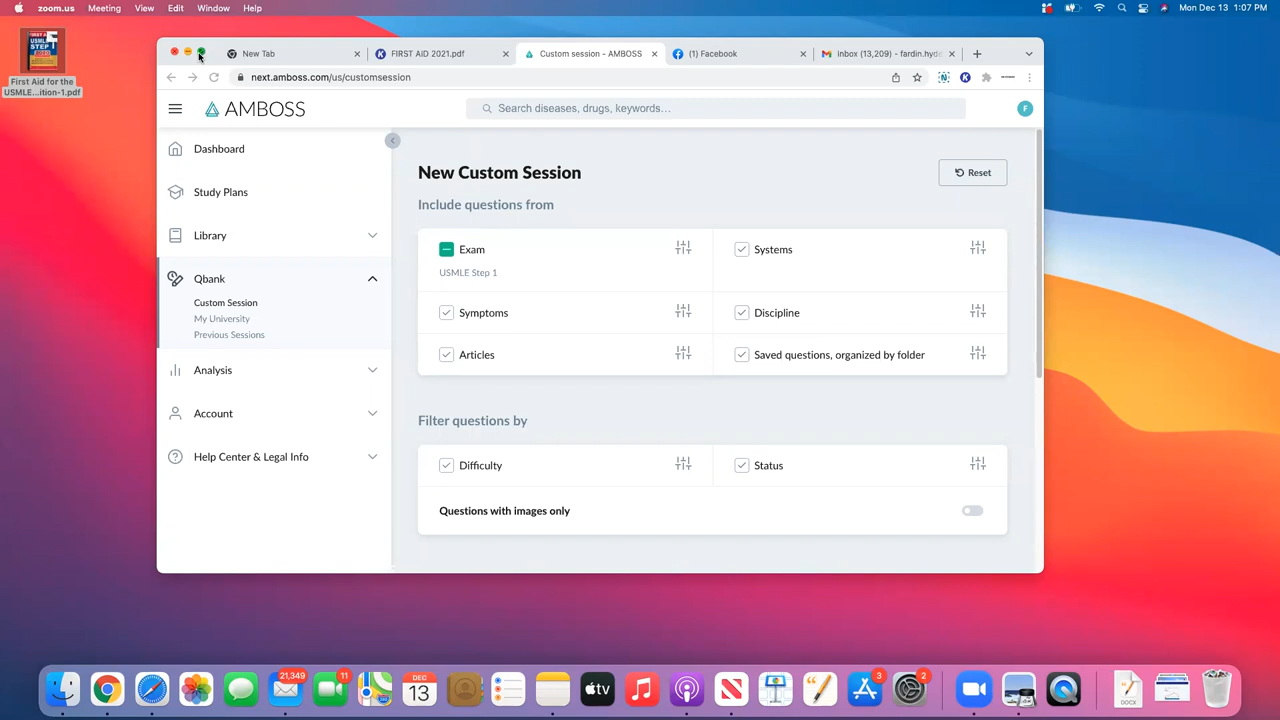 zoom.us Meeting View Edit Window Help Mon Dec 13 1:07 PM
First Aid for the
USMLE...ition-1.pdf
New Tab FIRST AID 2021.pdf Custom session - AMBOSS (1) Facebook Inbox (13,209) - fardin.hyde
next.amboss.com/us/customsession
AMBOSS
Search diseases, drugs, keywords…
F
Dashboard
Study Plans
Library
Qbank
Custom Session
My University
Previous Sessions
Analysis
Account
Help Center & Legal Info
New Custom Session
Reset
Include questions from
Exam
USMLE Step 1
Systems
Symptoms
Discipline
Articles
Saved questions, organized by folder
Filter questions by
Difficulty
Status
Questions with images only
21,349
11
DEC
13
tv
3
2
DOCX